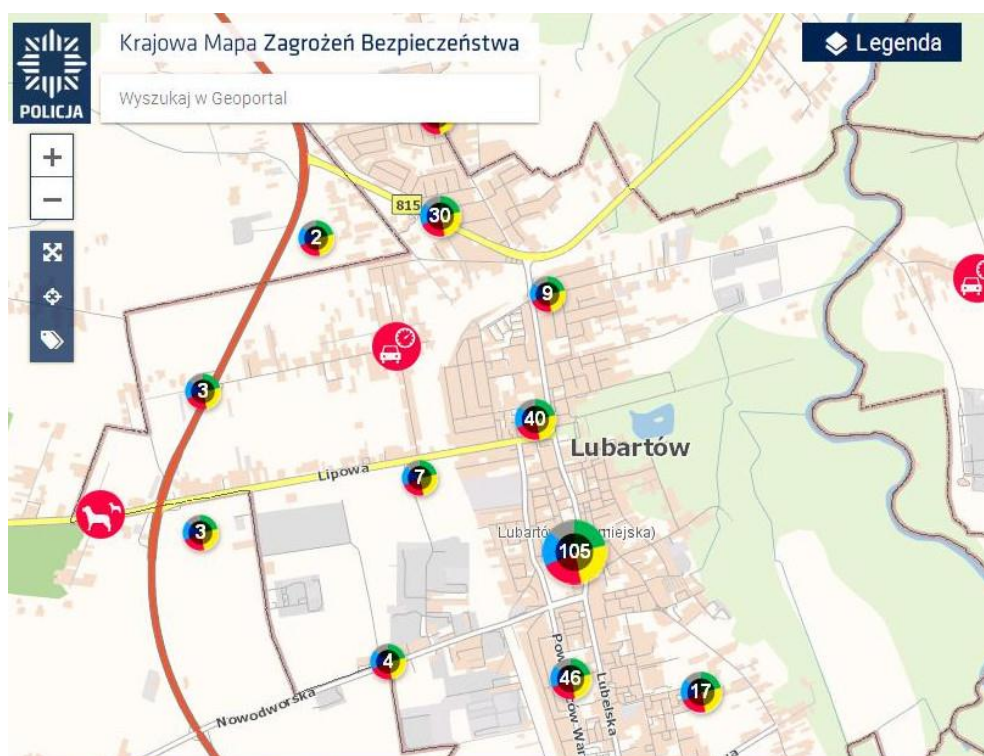 POLICJA
Krajowa Mapa Zagrożeń Bezpieczeństwa
Wyszukaj w Geoportal
Legenda
+
−
815
30
2
9
3
40
Lubartów
Lipowa
7
3
105
4
46
17
Nowodworska
Lubelska